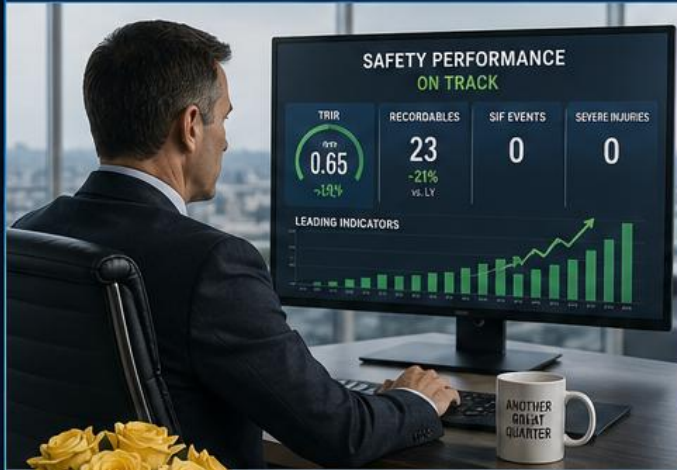 SAFETY PERFORMANCE
ON TRACK
TRIR
0.65
RECORDABLES
23
-21%
vs. LY
SIF EVENTS
0
SEVERE INJURIES
0
LEADING INDICATORS
ANOTHER
GREAT
QUARTER